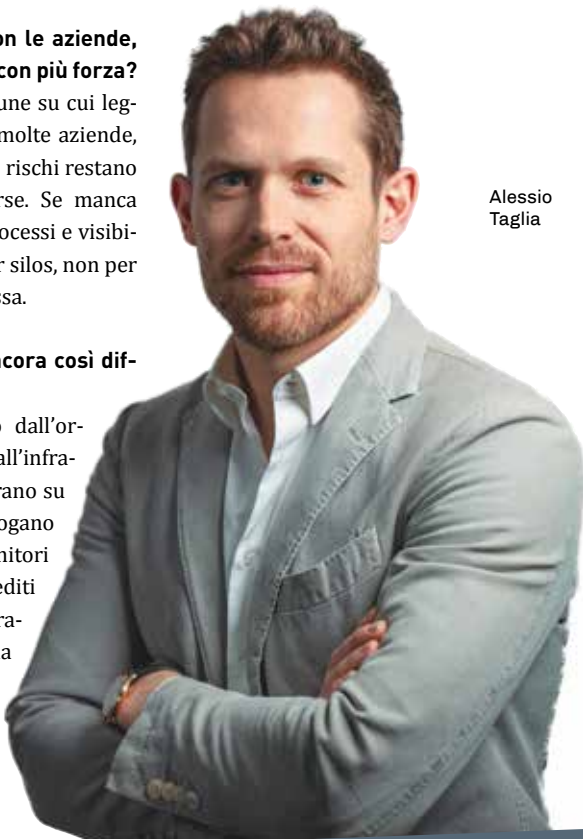 on le aziende,
con più forza?
une su cui leg-
molte aziende,
rischi restano
rse. Se manca
ocessi e visibi-
r silos, non per
ssa.
ncora così dif-
o dall'or-
all'infra-
rano su
ogano
nitori
editi
ra-
a
Alessio
Taglia